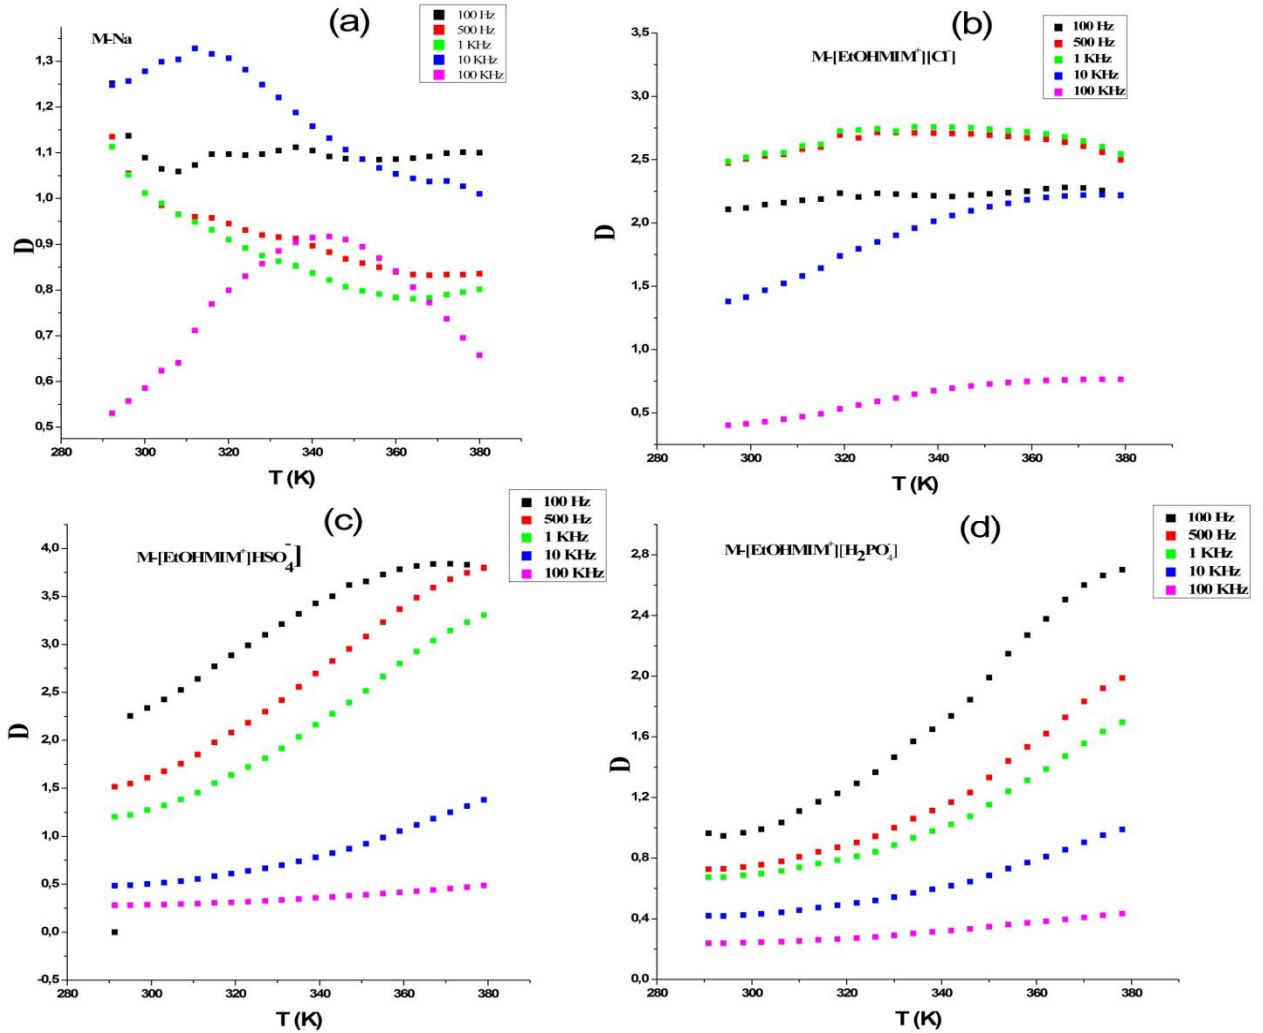 (a)
M-Na
100 Hz
500 Hz
1 KHz
10 KHz
100 KHz
1,3
1,2
1,1
1,0
0,9
0,8
0,7
0,6
0,5
D
280
300
320
340
360
380
T (K)
(b)
M-[EtOHMIM+][Cl-]
100 Hz
500 Hz
1 KHz
10 KHz
100 KHz
3,5
3,0
2,5
2,0
1,5
1,0
0,5
D
280
300
320
340
360
380
T (K)
(c)
M-[EtOHMIM+]HSO4-]
100 Hz
500 Hz
1 KHz
10 KHz
100 KHz
4,0
3,5
3,0
2,5
2,0
1,5
1,0
0,5
0,0
-0,5
D
280
300
320
340
360
380
T (K)
(d)
M-[EtOHMIM+][H2PO4-]
100 Hz
500 Hz
1 KHz
10 KHz
100 KHz
2,8
2,4
2,0
1,6
1,2
0,8
0,4
0,0
D
280
300
320
340
360
380
T (K)